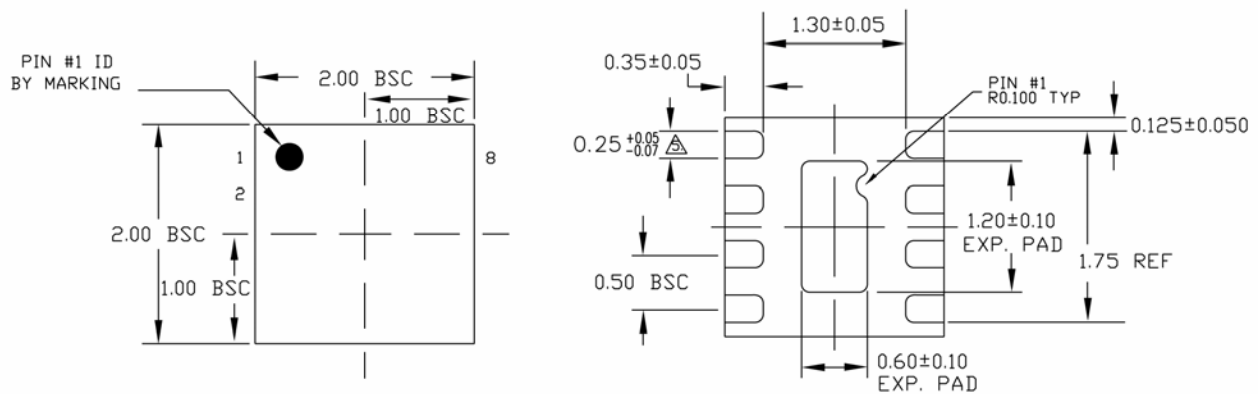 PIN #1 ID
BY MARKING
2.00 BSC
1.00 BSC
1
2
8
2.00 BSC
1.00 BSC
1.30±0.05
0.35±0.05
PIN #1
R0.100 TYP
0.125±0.050
0.25 +0.05 -0.07 5.
1.20±0.10
EXP. PAD
1.75 REF
0.50 BSC
0.60±0.10
EXP. PAD